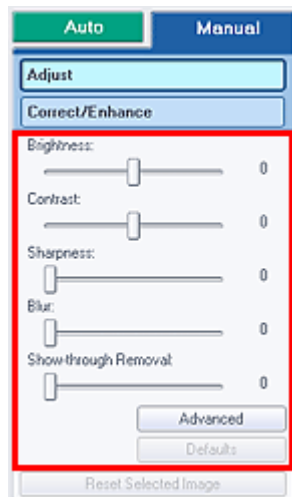 Auto Manual
Adjust
Correct/Enhance
Brightness:
0
Contrast:
0
Sharpness:
0
Blur:
0
Show-through Removal:
0
Advanced
Defaults
Reset Selected Image